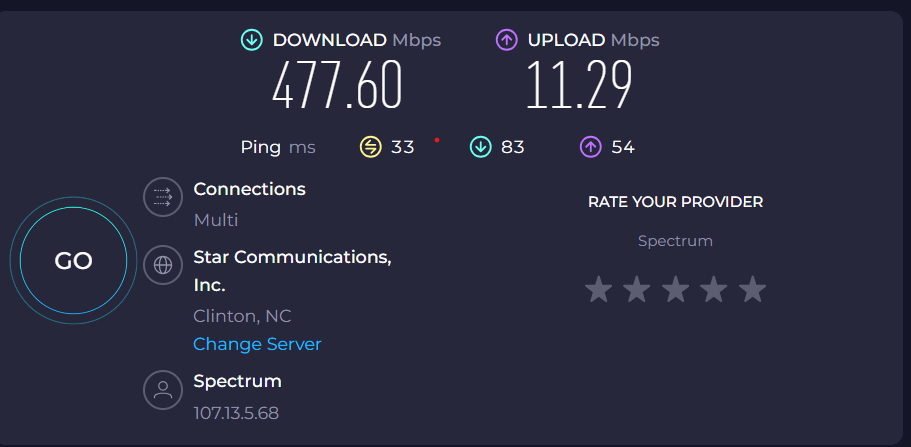 DOWNLOAD Mbps
477.60
UPLOAD Mbps
11.29
Ping ms 33 83 54
GO
Connections
Multi
Star Communications,
Inc.
Clinton, NC
Change Server
Spectrum
107.13.5.68
RATE YOUR PROVIDER
Spectrum